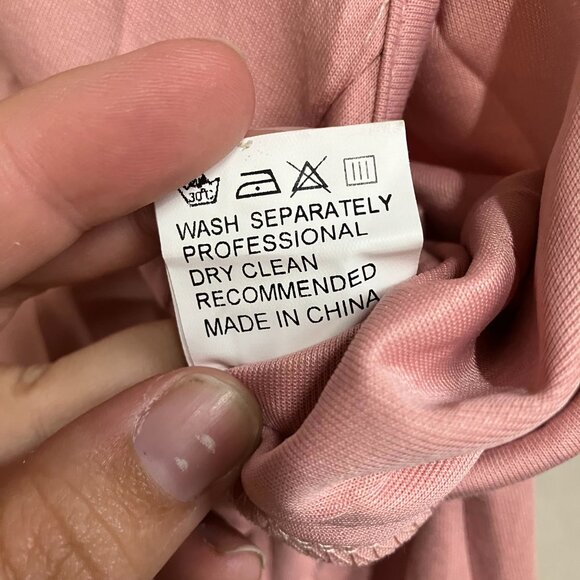 30°C
WASH SEPARATELY
PROFESSIONAL
DRY CLEAN
RECOMMENDED
MADE IN CHINA